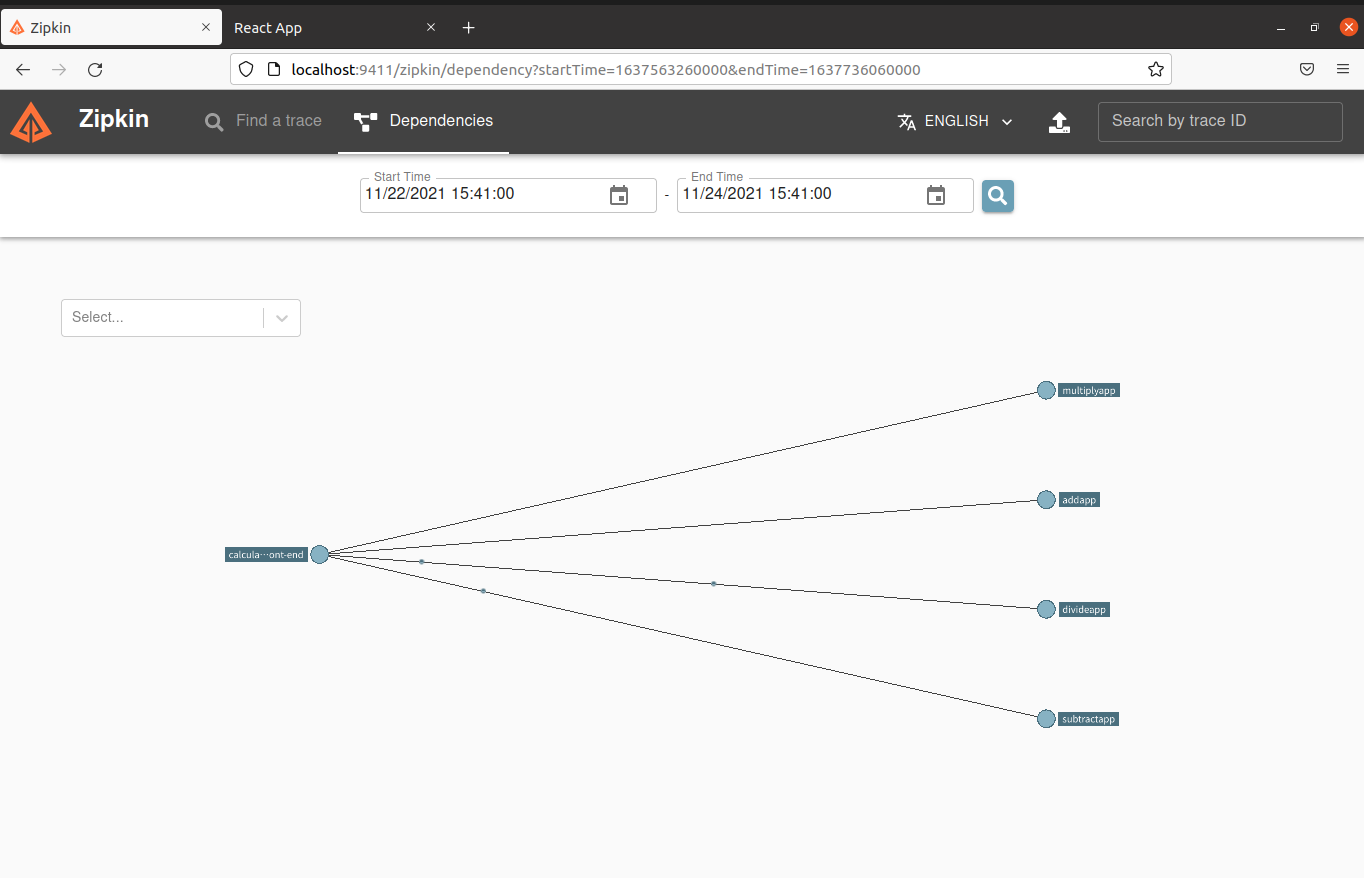 Zipkin
React App
localhost:9411/zipkin/dependency?startTime=1637563260000&endTime=1637736060000
Zipkin
Find a trace
Dependencies
ENGLISH
Search by trace ID
Start Time
11/22/2021 15:41:00
-
End Time
11/24/2021 15:41:00
Select...
multiplyapp
addapp
calcula···ont-end
divideapp
subtractapp